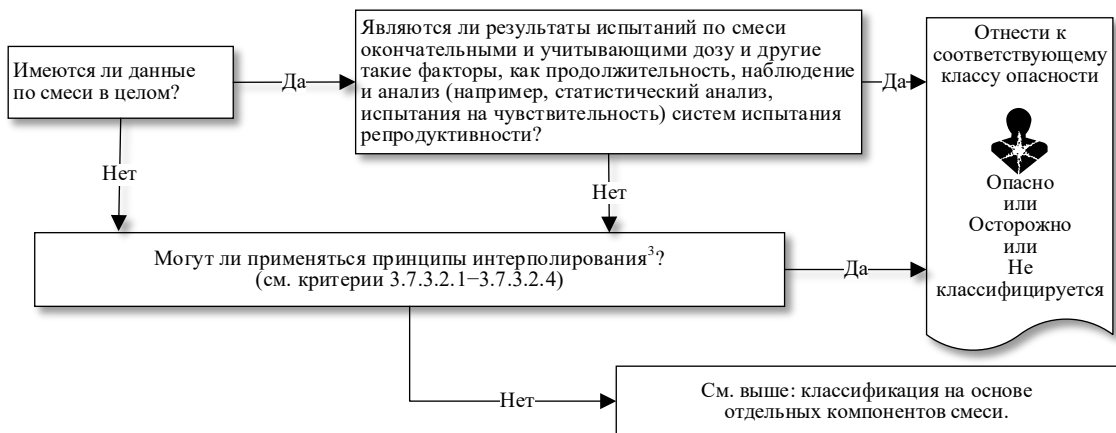 Имеются ли данные
по смеси в целом?
Да
Являются ли результаты испытаний по смеси
окончательными и учитывающими дозу и другие
такие факторы, как продолжительность, наблюдение
и анализ (например, статистический анализ,
испытания на чувствительность) систем испытания
репродуктивности?
Да
Отнести к
соответствующему
классу опасности
Опасно
или
Осторожно
или
Не
классифицируется
Нет
Нет
Могут ли применяться принципы интерполирования³?
(см. критерии 3.7.3.2.1−3.7.3.2.4)
Да
Нет
См. выше: классификация на основе
отдельных компонентов смеси.